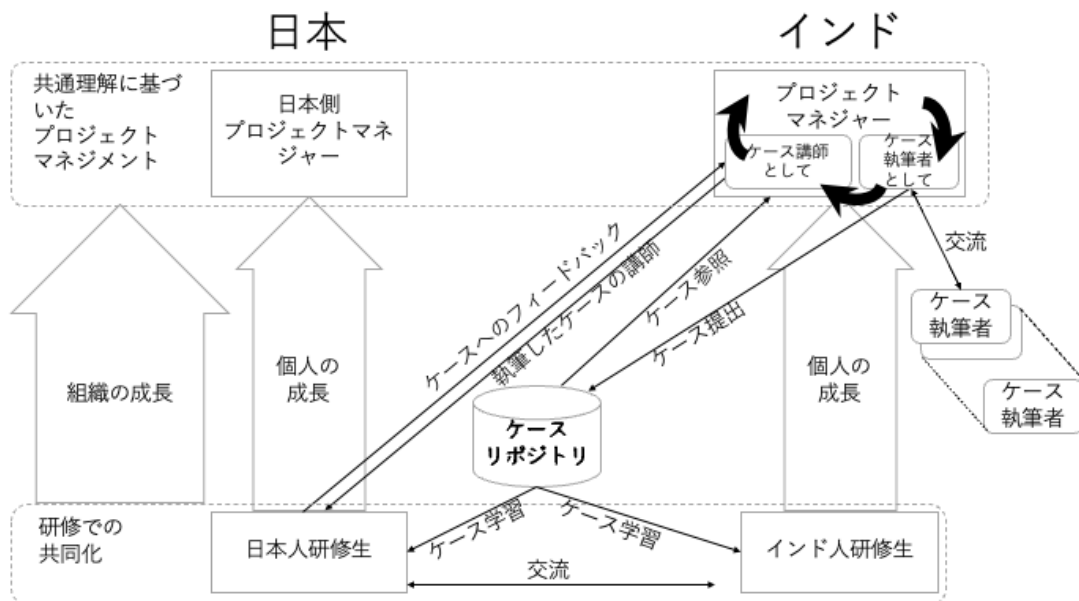 日本
インド
共通理解に基づ
いた
プロジェクト
マネジメント
日本側
プロジェクトマネ
ジャー
プロジェクト
マネジャー
ケース講師
として
ケース
執筆者
として
交流
ケース
執筆者
ケース
執筆者
ケースへのフィードバック
執筆したケースの講師
ケース参照
ケース提出
組織の成長
個人の
成長
個人の
成長
ケース
リポジトリ
ケース学習
ケース学習
研修での
共同化
日本人研修生
交流
インド人研修生